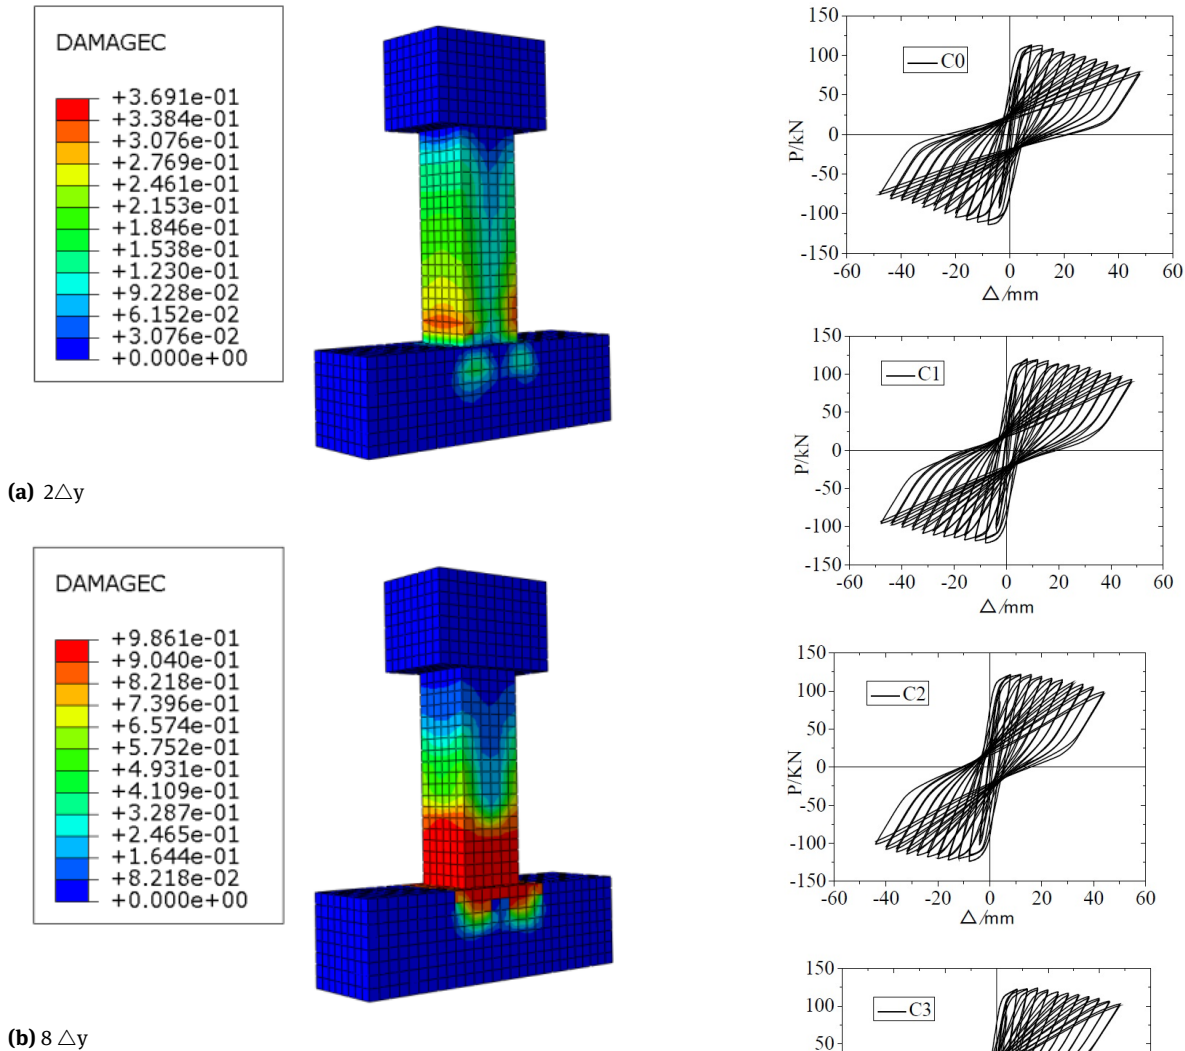 DAMAGEC
+3.691e-01
+3.384e-01
+3.076e-01
+2.769e-01
+2.461e-01
+2.153e-01
+1.846e-01
+1.538e-01
+1.230e-01
+9.228e-02
+6.152e-02
+3.076e-02
+0.000e+00
(a) 2△y
DAMAGEC
+9.861e-01
+9.040e-01
+8.218e-01
+7.396e-01
+6.574e-01
+5.752e-01
+4.931e-01
+4.109e-01
+3.287e-01
+2.465e-01
+1.644e-01
+8.218e-02
+0.000e+00
(b) 8 △y
150
100
50
0
-50
-100
-150
P/kN
C0
-60 -40 -20 0 20 40 60
△/mm
150
100
50
0
-50
-100
-150
P/kN
C1
-60 -40 -20 0 20 40 60
△/mm
150
100
50
0
-50
-100
-150
P/KN
C2
-60 -40 -20 0 20 40 60
△/mm
150
100
50
C3